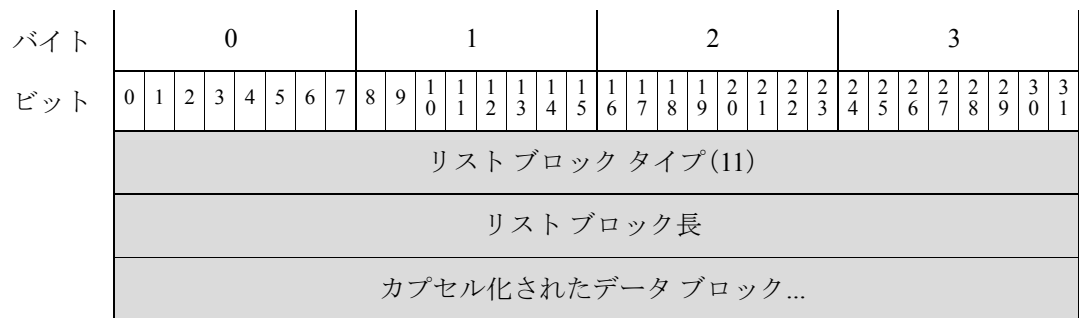 バイト 0 1 2 3
ビット 0 1 2 3 4 5 6 7 8 9 10 11 12 13 14 15 16 17 18 19 20 21 22 23 24 25 26 27 28 29 30 31
リスト ブロック タイプ(11)
リスト ブロック長
カプセル化されたデータ ブロック...